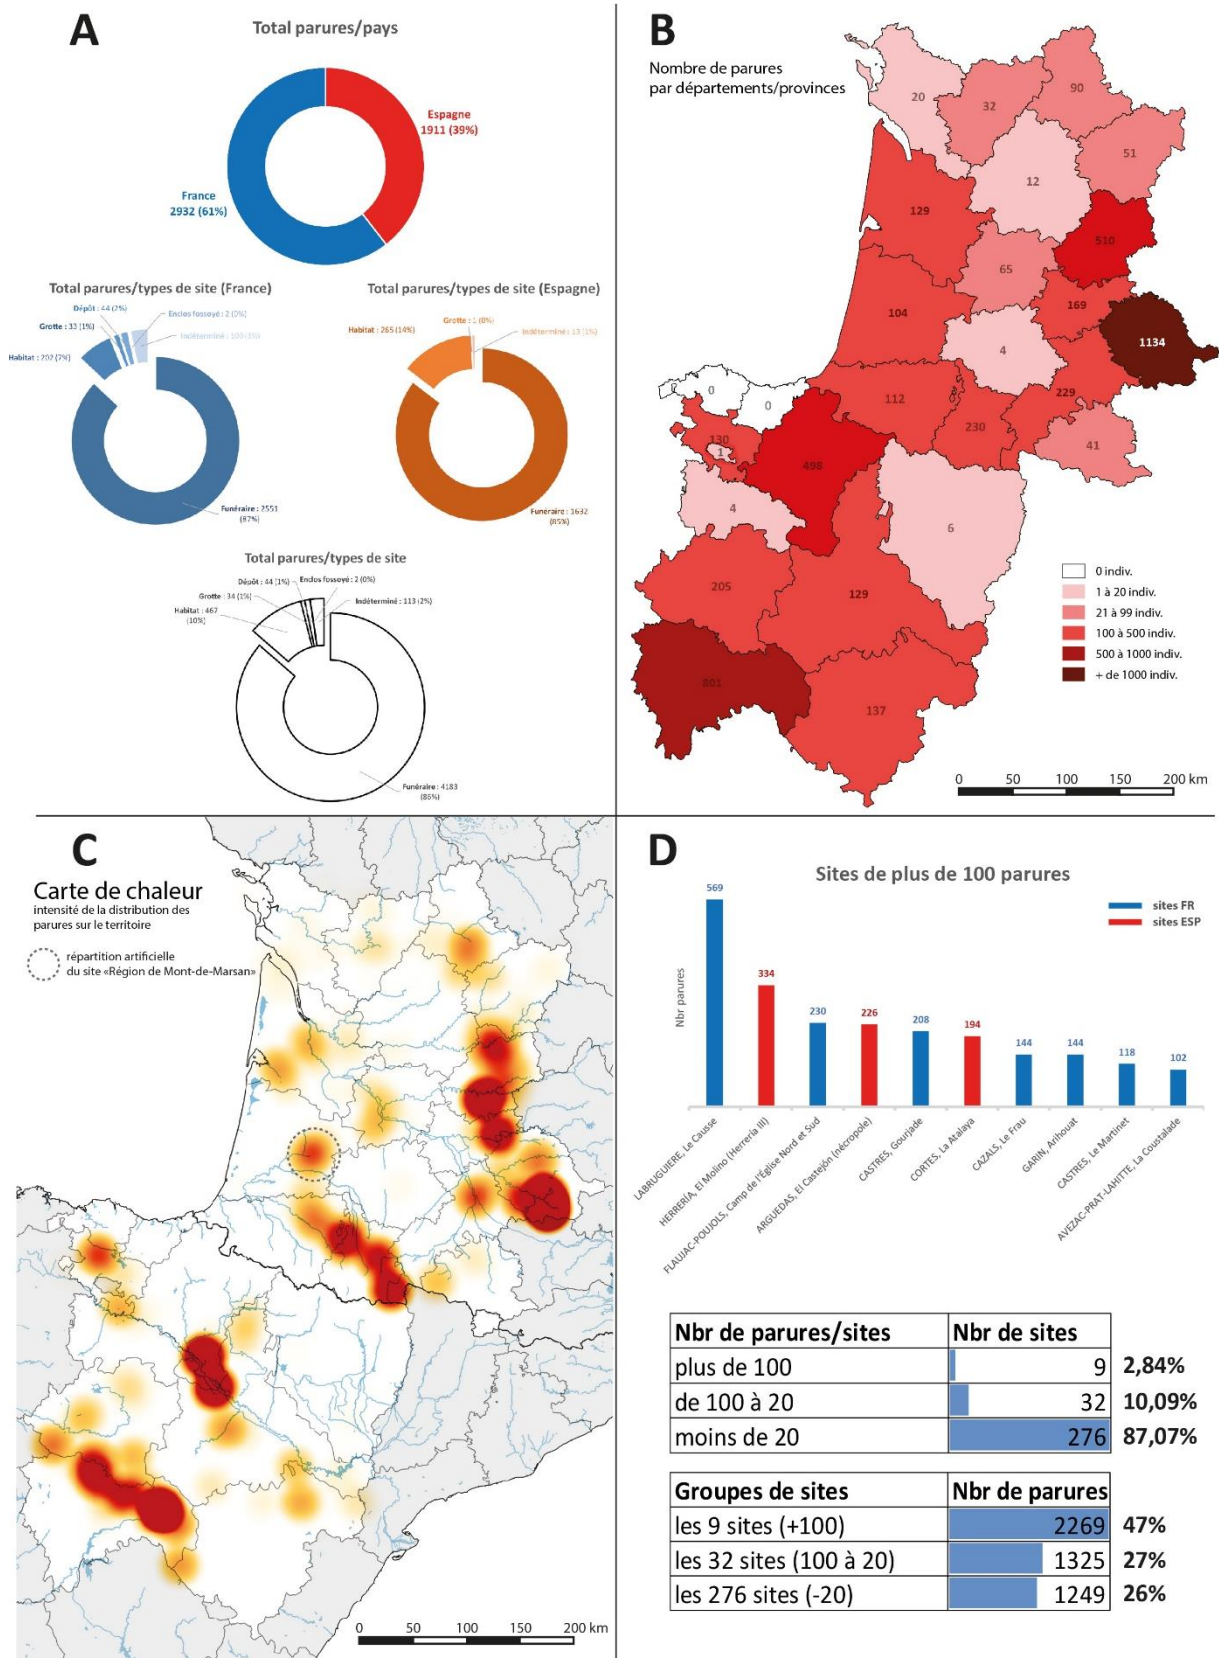 A
Total parures/pays
Espagne
1911 (39%)
France
2932 (61%)
Total parures/types de site (France)
Dépôt : 44 (2%)
Enclos fossoyé : 2 (0%)
Grotte : 33 (1%)
Indéterminé : 100 (3%)
Habitat : 202 (7%)
Funéraire : 2551
(87%)
Total parures/types de site (Espagne)
Grotte : 1 (0%)
Habitat : 265 (14%)
Indéterminé : 13 (1%)
Funéraire : 1632
(85%)
Total parures/types de site
Dépôt : 44 (1%)
Enclos fossoyé : 2 (0%)
Grotte : 34 (1%)
Indéterminé : 113 (2%)
Habitat : 467
(10%)
Funéraire : 4183
(86%)
B
Nombre de parures
par départements/provinces
20
32
90
51
12
129
510
65
169
104
1134
4
229
0
0
112
230
41
130
1
498
4
6
205
129
801
137
0 indiv.
1 à 20 indiv.
21 à 99 indiv.
100 à 500 indiv.
500 à 1000 indiv.
+ de 1000 indiv.
0 50 100 150 200 km
C
Carte de chaleur
intensité de la distribution des
parures sur le territoire
répartition artificielle
du site «Région de Mont-de-Marsan»
0 50 100 150 200 km
D
Sites de plus de 100 parures
sites FR
sites ESP
Nbr parures
569
334
230
226
208
194
144
144
118
102
LABRUGUIERE, Le Causse
HERRERIA, El Molino (Herrería III)
FLAUJAC-POUJOLS, Camp de l'Église Nord et Sud
ARGUEDAS, El Castejón (nécropole)
CASTRES, Gourjade
CORTES, La Atalaya
CAZALS, Le Frau
GARIN, Arihouat
CASTRES, Le Martinet
AVEZAC-PRAT-LAHITTE, La Coustalade
Nbr de parures/sites Nbr de sites
plus de 100 9 2,84%
de 100 à 20 32 10,09%
moins de 20 276 87,07%
Groupes de sites Nbr de parures
les 9 sites (+100) 2269 47%
les 32 sites (100 à 20) 1325 27%
les 276 sites (-20) 1249 26%